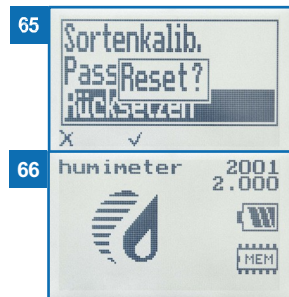 65
Sortenkalib.
Pass
Reset?
Rücksetzen
X ✓
66
humimeter 2001
2.000
MEM